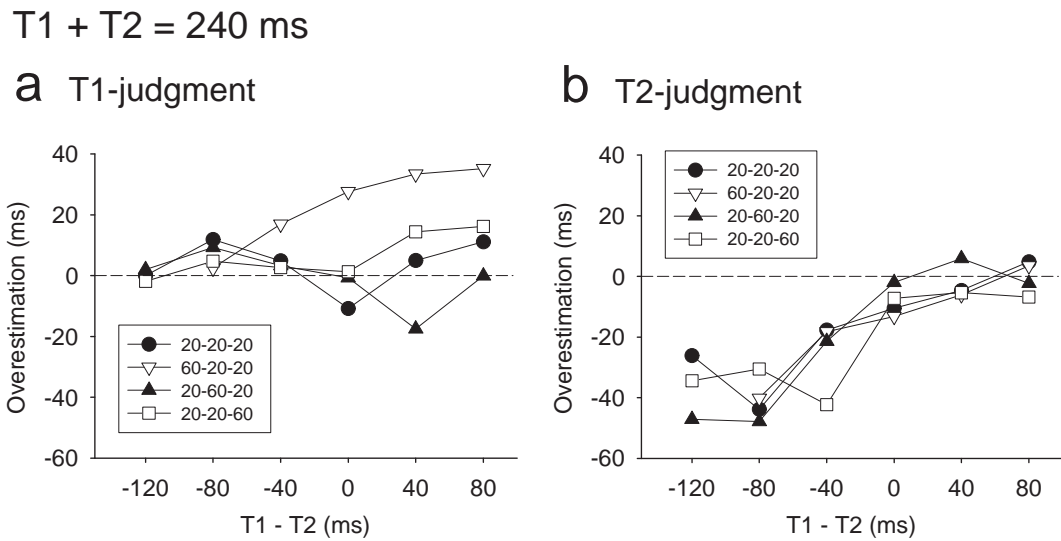 T1 + T2 = 240 ms
a T1-judgment
Overestimation (ms)
40
20
0
-20
-40
-60
20-20-20
60-20-20
20-60-20
20-20-60
-120 -80 -40 0 40 80
T1 - T2 (ms)
b T2-judgment
Overestimation (ms)
40
20
0
-20
-40
-60
20-20-20
60-20-20
20-60-20
20-20-60
-120 -80 -40 0 40 80
T1 - T2 (ms)